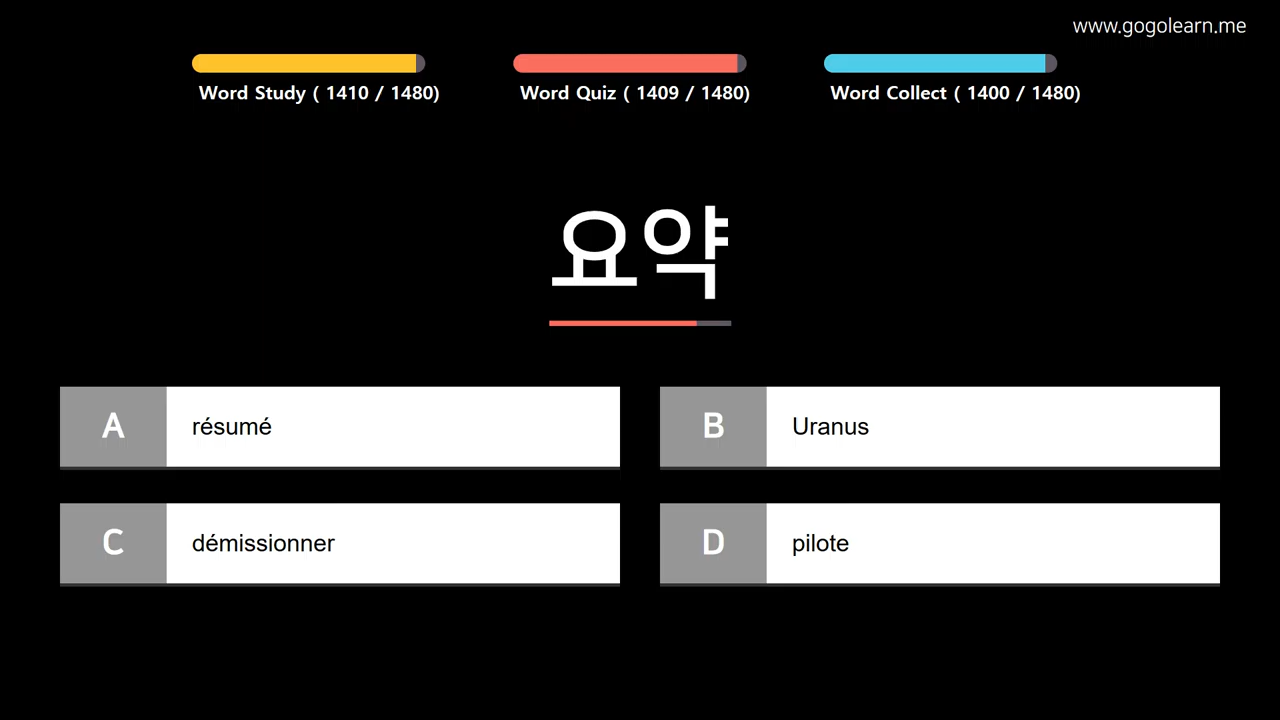 www.gogolearn.me
Word Study ( 1410 / 1480)
Word Quiz ( 1409 / 1480)
Word Collect ( 1400 / 1480)
요약
A résumé
B Uranus
C démissionner
D pilote